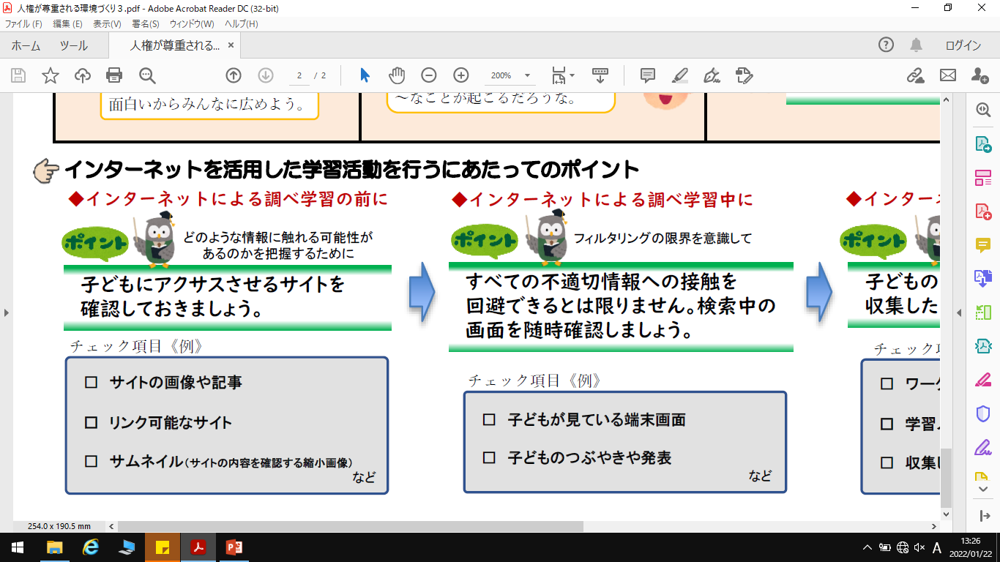 人権が尊重される環境づくり３.pdf - Adobe Acrobat Reader DC (32-bit)
ファイル(F) 編集(E) 表示(V) 署名(S) ウィンドウ(W) ヘルプ(H)
ホーム ツール 人権が尊重される... × ログイン
2 / 2 200%
面白いからみんなに広めよう。
～なことが起こるだろうな。
インターネットを活用した学習活動を行うにあたってのポイント
◆インターネットによる調べ学習の前に
ポイント
どのような情報に触れる可能性が
あるのかを把握するために
子どもにアクサスさせるサイトを
確認しておきましょう。
チェック項目《例》
□ サイトの画像や記事
□ リンク可能なサイト
□ サムネイル（サイトの内容を確認する縮小画像）
など
◆インターネットによる調べ学習中に
ポイント
フィルタリングの限界を意識して
すべての不適切情報への接触を
回避できるとは限りません。検索中の
画面を随時確認しましょう。
チェック項目《例》
□ 子どもが見ている端末画面
□ 子どものつぶやきや発表
など
◆インター
ポイント
子どもの
収集した
チェック
□ ワー
□ 学習
□ 収集
254.0 x 190.5 mm
A
13:26
2022/01/22